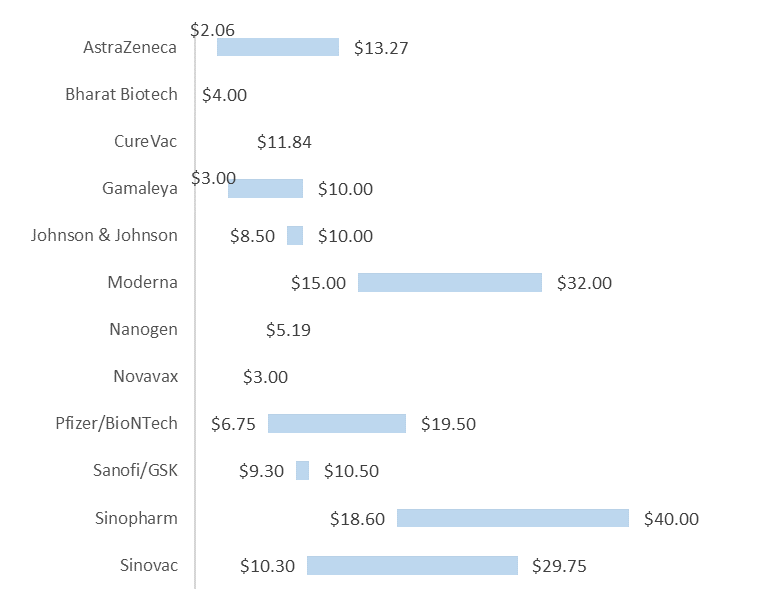 AstraZeneca $2.06 $13.27
Bharat Biotech $4.00
CureVac $11.84
Gamaleya $3.00 $10.00
Johnson & Johnson $8.50 $10.00
Moderna $15.00 $32.00
Nanogen $5.19
Novavax $3.00
Pfizer/BioNTech $6.75 $19.50
Sanofi/GSK $9.30 $10.50
Sinopharm $18.60 $40.00
Sinovac $10.30 $29.75